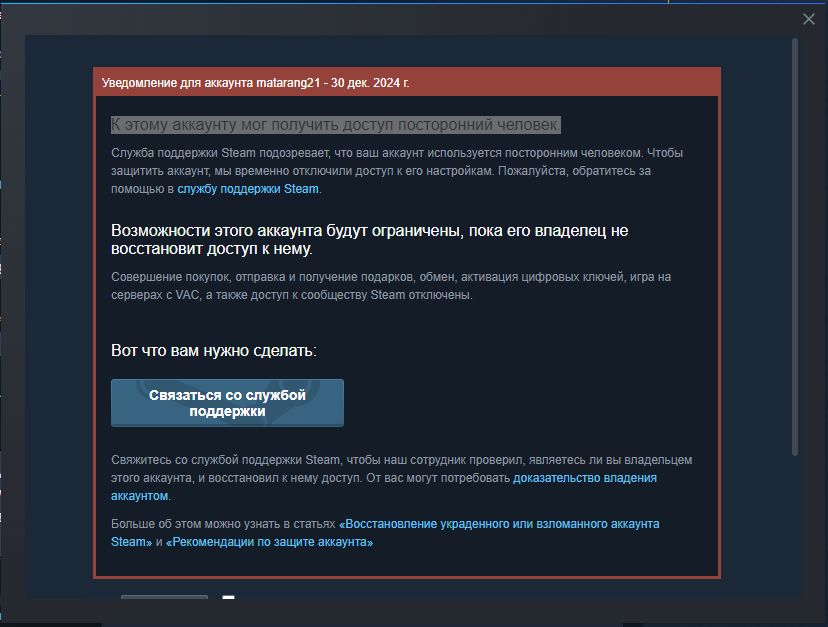 Уведомление для аккаунта matarang21 - 30 дек. 2024 г.
К этому аккаунту мог получить доступ посторонний человек.
Служба поддержки Steam подозревает, что ваш аккаунт используется посторонним человеком. Чтобы
защитить аккаунт, мы временно отключили доступ к его настройкам. Пожалуйста, обратитесь за
помощью в службу поддержки Steam.
Возможности этого аккаунта будут ограничены, пока его владелец не
восстановит доступ к нему.
Совершение покупок, отправка и получение подарков, обмен, активация цифровых ключей, игра на
серверах с VAC, а также доступ к сообществу Steam отключены.
Вот что вам нужно сделать:
Связаться со службой
поддержки
Свяжитесь со службой поддержки Steam, чтобы наш сотрудник проверил, являетесь ли вы владельцем
этого аккаунта, и восстановил к нему доступ. От вас могут потребовать доказательство владения
аккаунтом.
Больше об этом можно узнать в статьях «Восстановление украденного или взломанного аккаунта
Steam» и «Рекомендации по защите аккаунта»